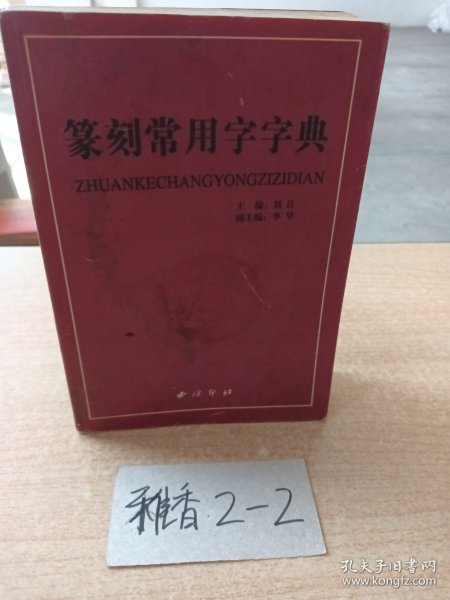 篆刻常用字字典
ZHUANKECHANGYONGZIZIDIAN
主 编：刘 江
副主编：李 早
西泠印社
雅香 2-2
孔夫子旧书网
www.kongfz.com